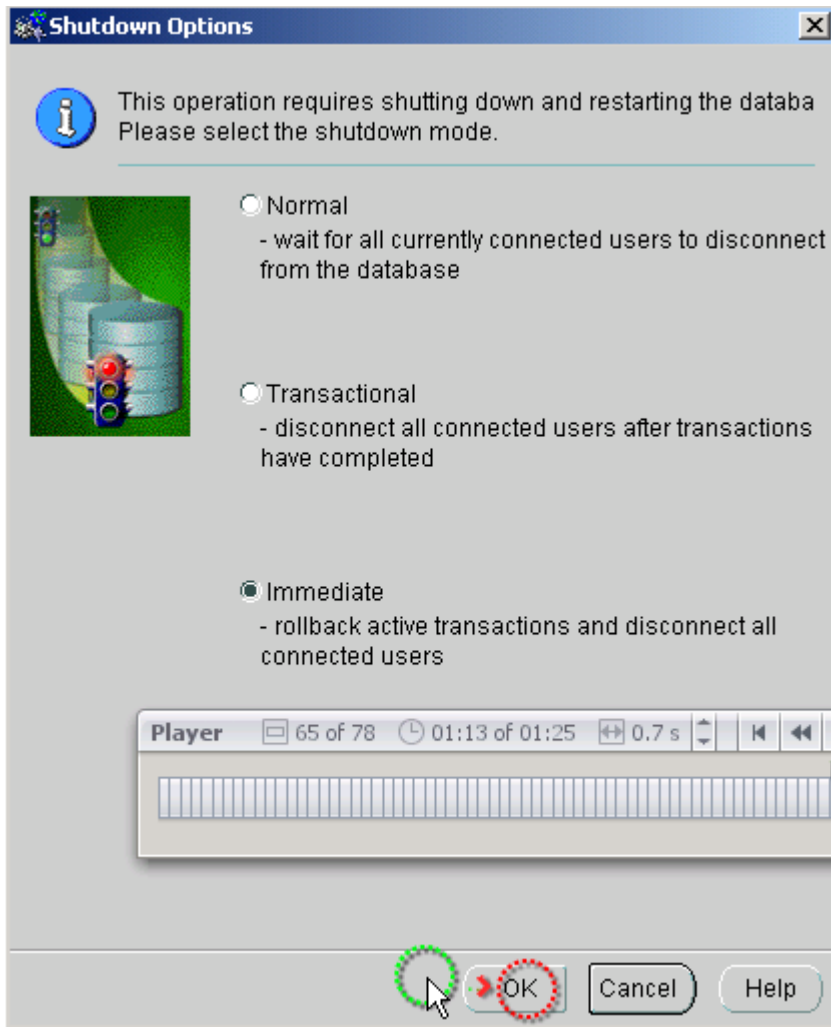 Shutdown Options
This operation requires shutting down and restarting the databa
Please select the shutdown mode.
Normal
- wait for all currently connected users to disconnect
from the database
Transactional
- disconnect all connected users after transactions
have completed
Immediate
- rollback active transactions and disconnect all
connected users
Player 65 of 78 01:13 of 01:25 0.7 s
OK Cancel Help